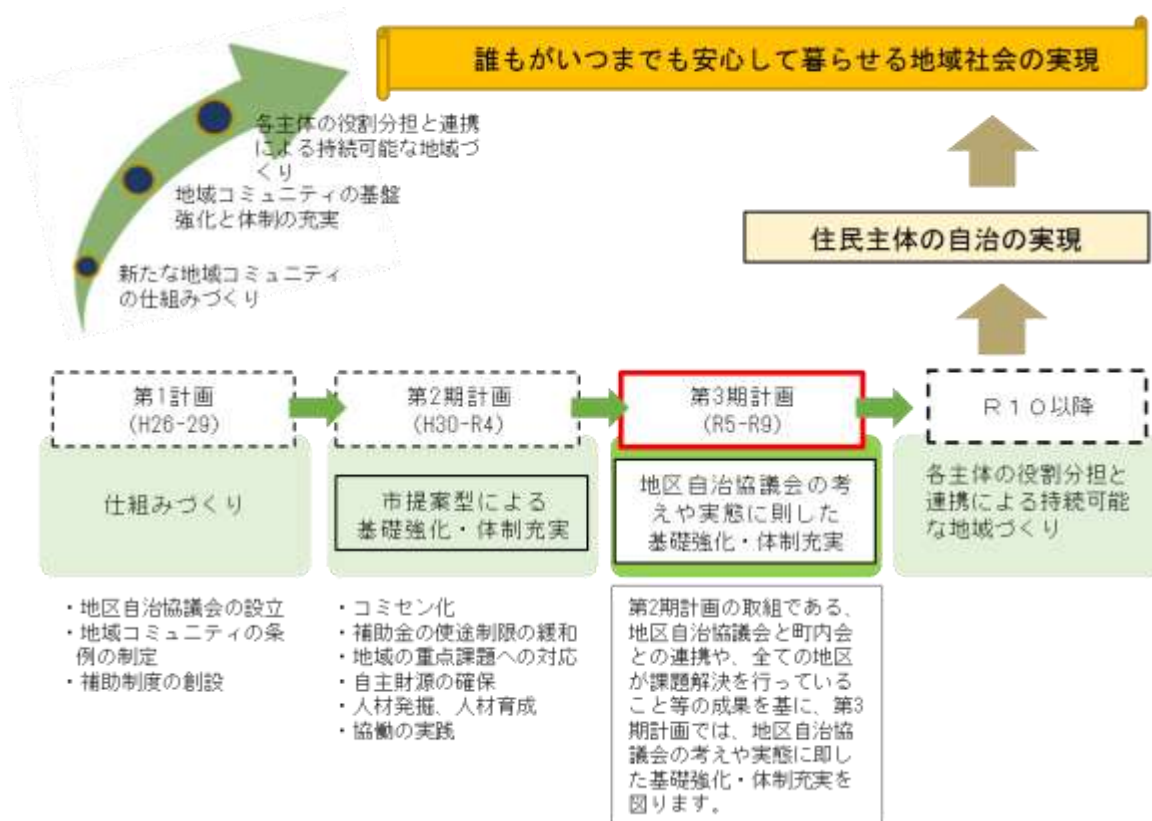 誰もがいつまでも安心して暮らせる地域社会の実現
各主体の役割分担と連携
による持続可能な地域づ
くり
地域コミュニティの基盤
強化と体制の充実
新たな地域コミュニティ
の仕組みづくり
住民主体の自治の実現
第1計画
(H26-29)
第2期計画
(H30-R4)
第3期計画
(R5-R9)
R10以降
仕組みづくり
市提案型による
基礎強化・体制充実
地区自治協議会の考
えや実態に則した
基礎強化・体制充実
各主体の役割分担と
連携による持続可能
な地域づくり
・地区自治協議会の設立
・地域コミュニティの条
例の制定
・補助制度の創設
・コミセン化
・補助金の使途制限の緩和
・地域の重点課題への対応
・自主財源の確保
・人材発掘、人材育成
・協働の実践
第2期計画の取組である、
地区自治協議会と町内会
との連携や、全ての地区
が課題解決を行っている
こと等の成果を基に、第3
期計画では、地区自治協
議会の考えや実態に即し
た基礎強化・体制充実を
図ります。